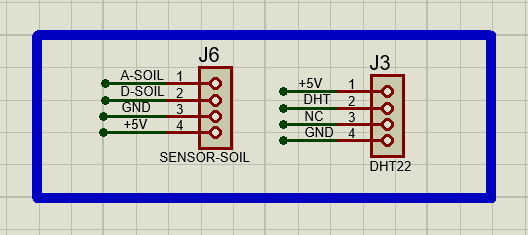 J6
A-SOIL 1
D-SOIL 2
GND 3
+5V 4
SENSOR-SOIL
J3
+5V 1
DHT 2
NC 3
GND 4
DHT22